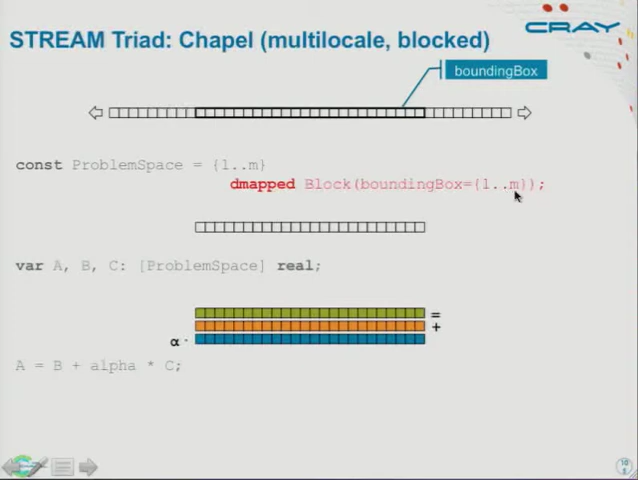 CRAY
STREAM Triad: Chapel (multilocale, blocked)
boundingBox
const ProblemSpace = {1..m}
dmapped Block(boundingBox={1..m});
var A, B, C: [ProblemSpace] real;
=
+
α ·
A = B + alpha * C;